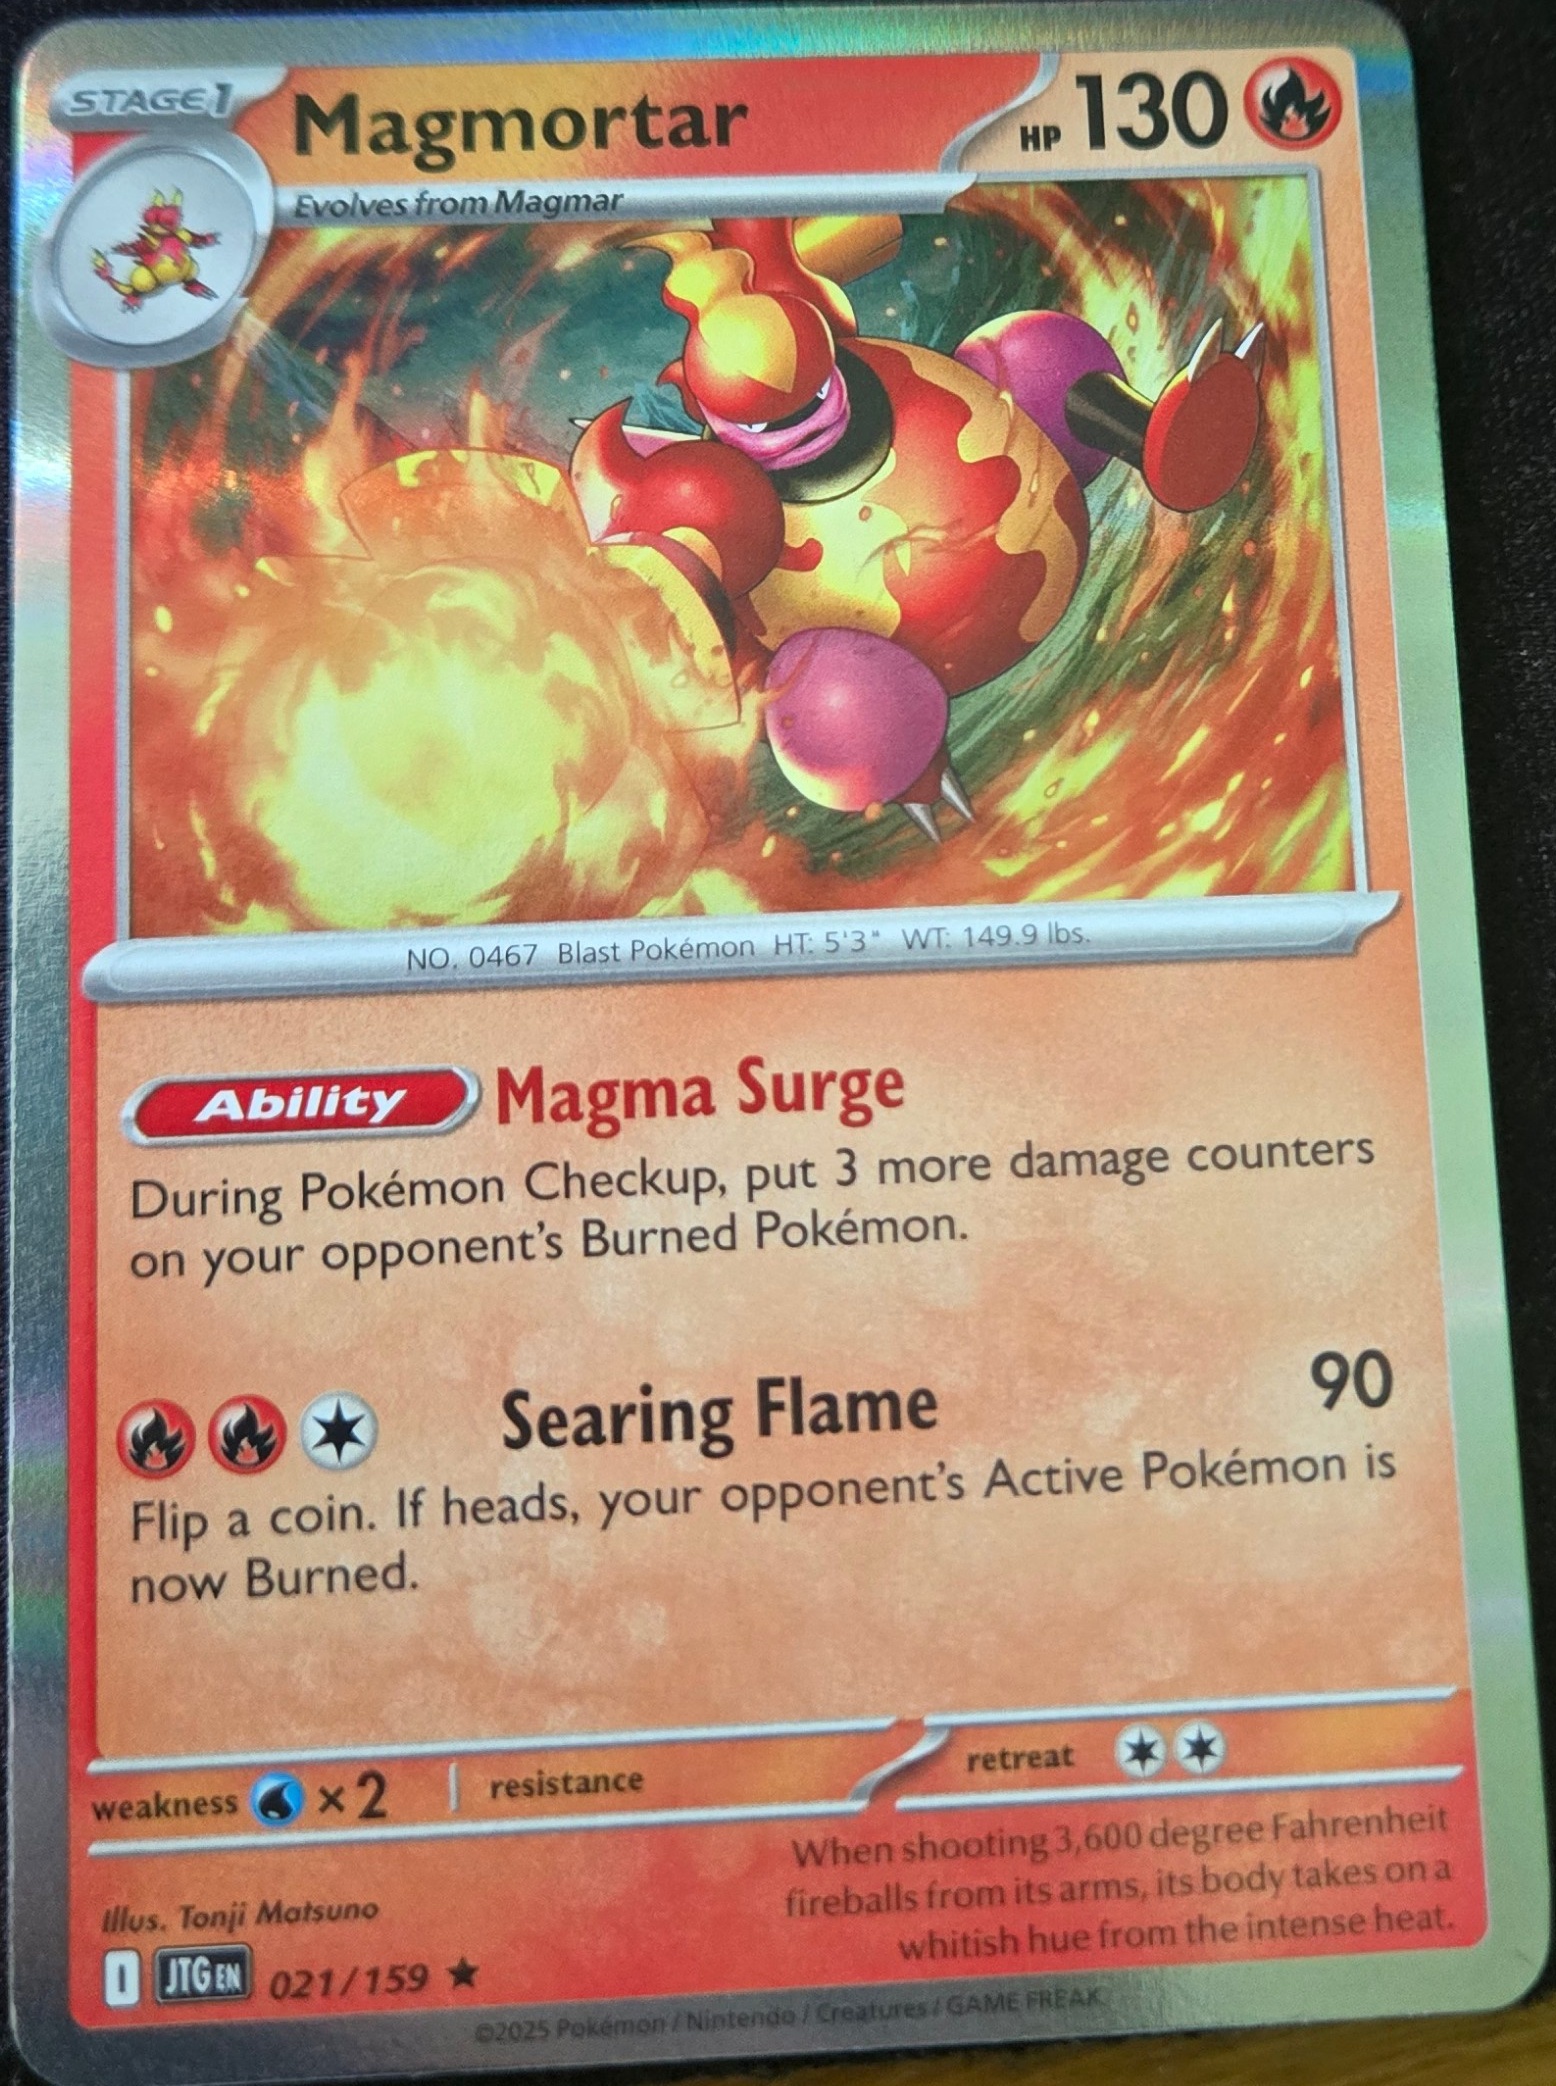 STAGE 1
Magmortar
HP 130
Evolves from Magmar
NO. 0467 Blast Pokémon HT: 5'3" WT: 149.9 lbs.
Ability Magma Surge
During Pokémon Checkup, put 3 more damage counters
on your opponent's Burned Pokémon.
Searing Flame 90
Flip a coin. If heads, your opponent's Active Pokémon is
now Burned.
weakness ×2 resistance retreat
When shooting 3,600 degree Fahrenheit
fireballs from its arms, its body takes on a
whitish hue from the intense heat.
Illus. Tonji Matsuno
I JTG EN 021/159 ★
©2025 Pokémon / Nintendo / Creatures / GAME FREAK